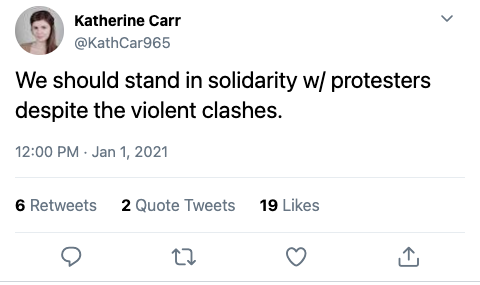 Katherine Carr
@KathCar965
We should stand in solidarity w/ protesters
despite the violent clashes.
12:00 PM · Jan 1, 2021
6 Retweets 2 Quote Tweets 19 Likes